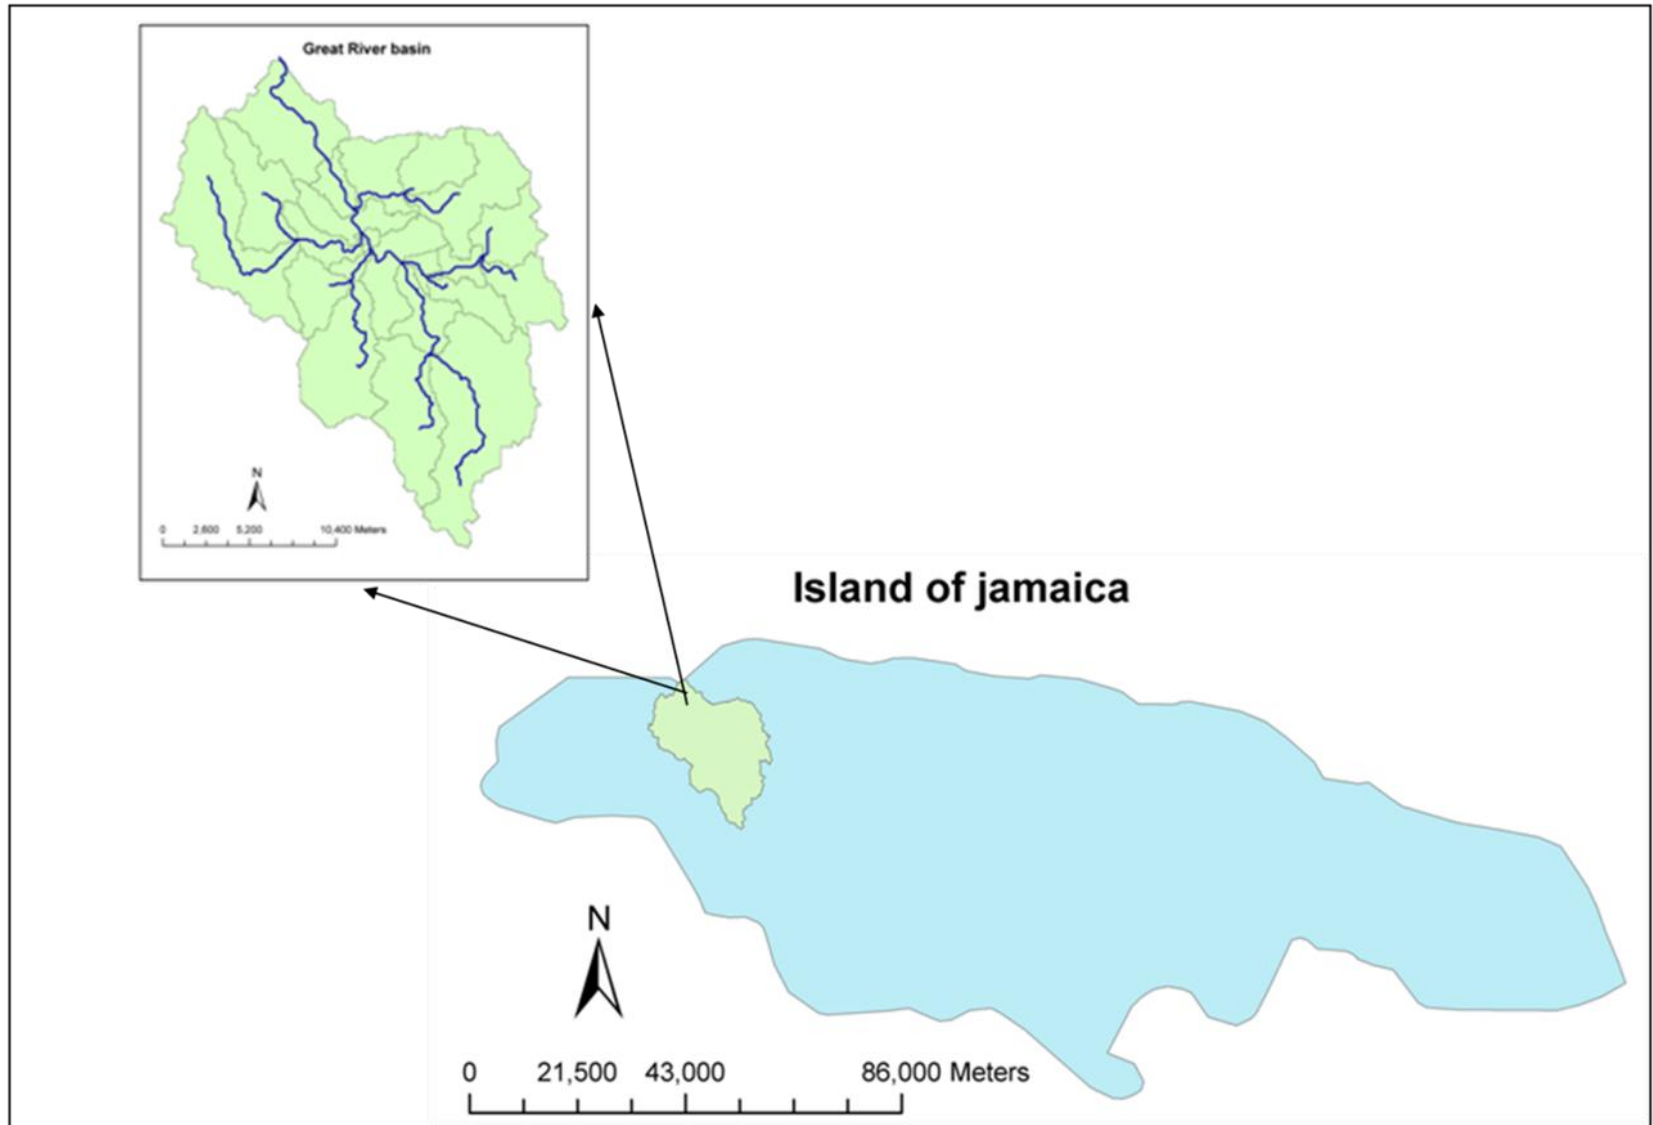 Great River basin
N
0 2,600 5,200 10,400 Meters
Island of jamaica
N
0 21,500 43,000 86,000 Meters